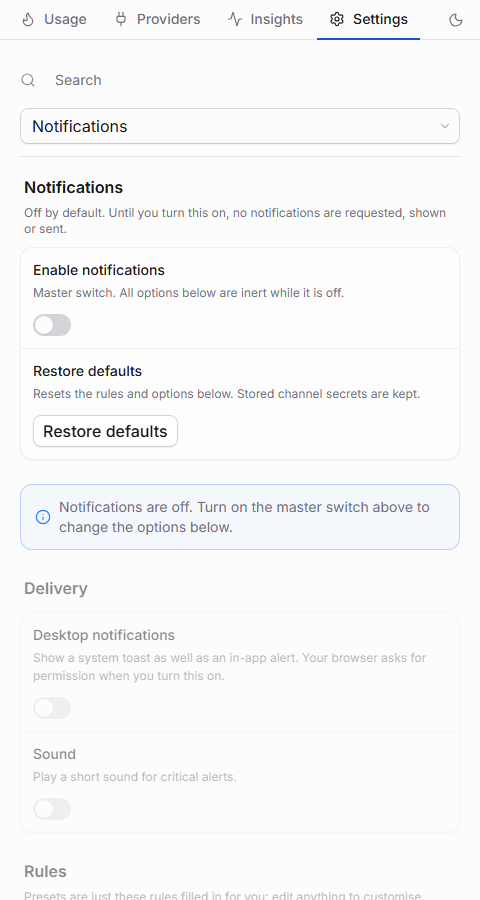 Usage Providers Insights Settings
Search
Notifications
Notifications
Off by default. Until you turn this on, no notifications are requested, shown
or sent.
Enable notifications
Master switch. All options below are inert while it is off.
Restore defaults
Resets the rules and options below. Stored channel secrets are kept.
Restore defaults
Notifications are off. Turn on the master switch above to
change the options below.
Delivery
Desktop notifications
Show a system toast as well as an in-app alert. Your browser asks for
permission when you turn this on.
Sound
Play a short sound for critical alerts.
Rules
Presets are just these rules filled in for you; edit anything to customise.